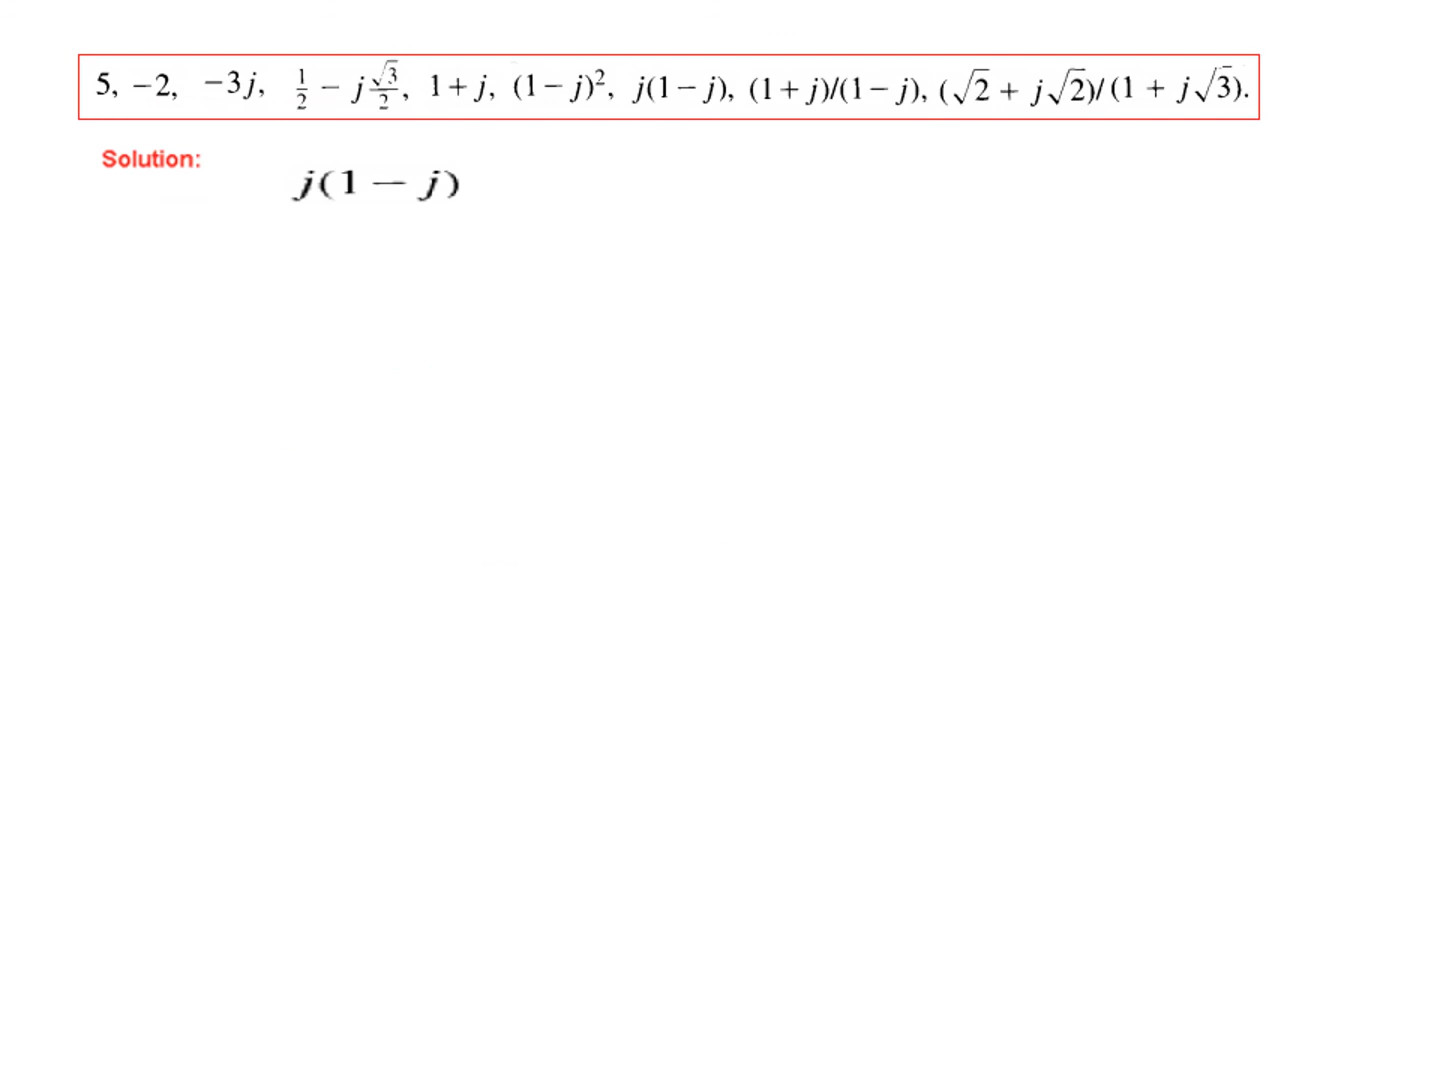 5, −2, −3j, 1/2 − j√3/2, 1 + j, (1 − j)², j(1 − j), (1 + j)/(1 − j), (√2 + j√2)/(1 + j√3).
Solution:
j(1 − j)